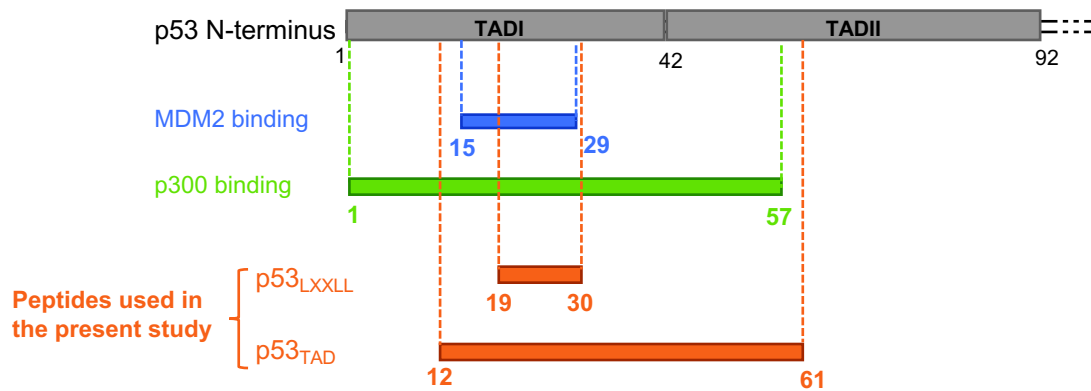 p53 N-terminus
TADI
TADII
1
42
92
MDM2 binding
15
29
p300 binding
1
57
p53LXXLL
19
30
Peptides used in
the present study
p53TAD
12
61